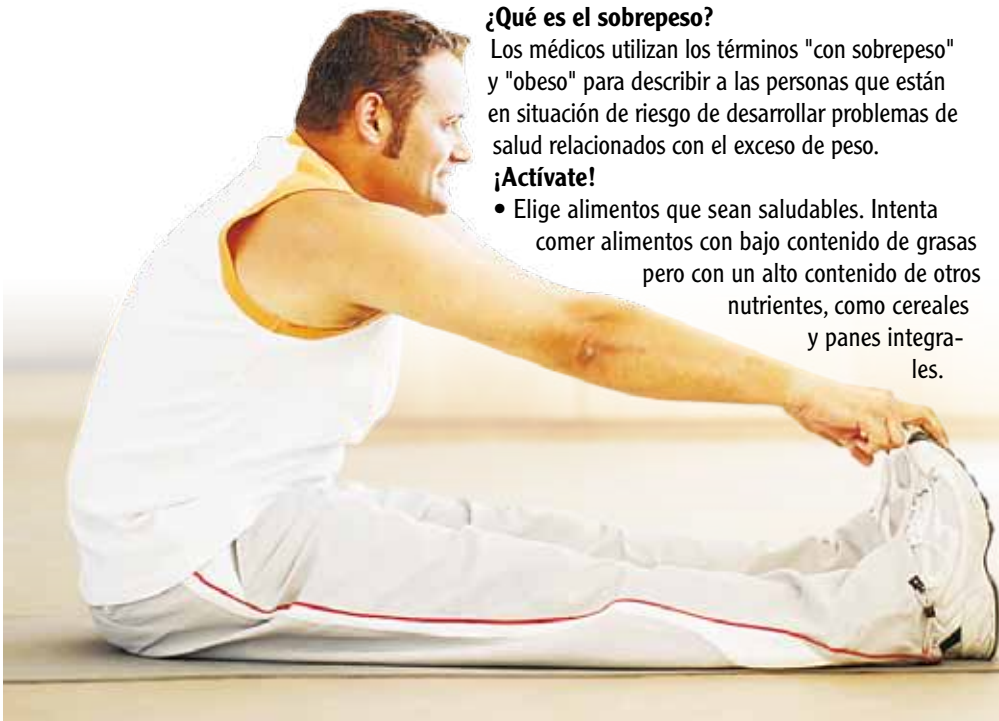 ¿Qué es el sobrepeso?
Los médicos utilizan los términos "con sobrepeso"
y "obeso" para describir a las personas que están
en situación de riesgo de desarrollar problemas de
salud relacionados con el exceso de peso.
¡Actívate!
• Elige alimentos que sean saludables. Intenta
comer alimentos con bajo contenido de grasas
pero con un alto contenido de otros
nutrientes, como cereales
y panes integra-
les.